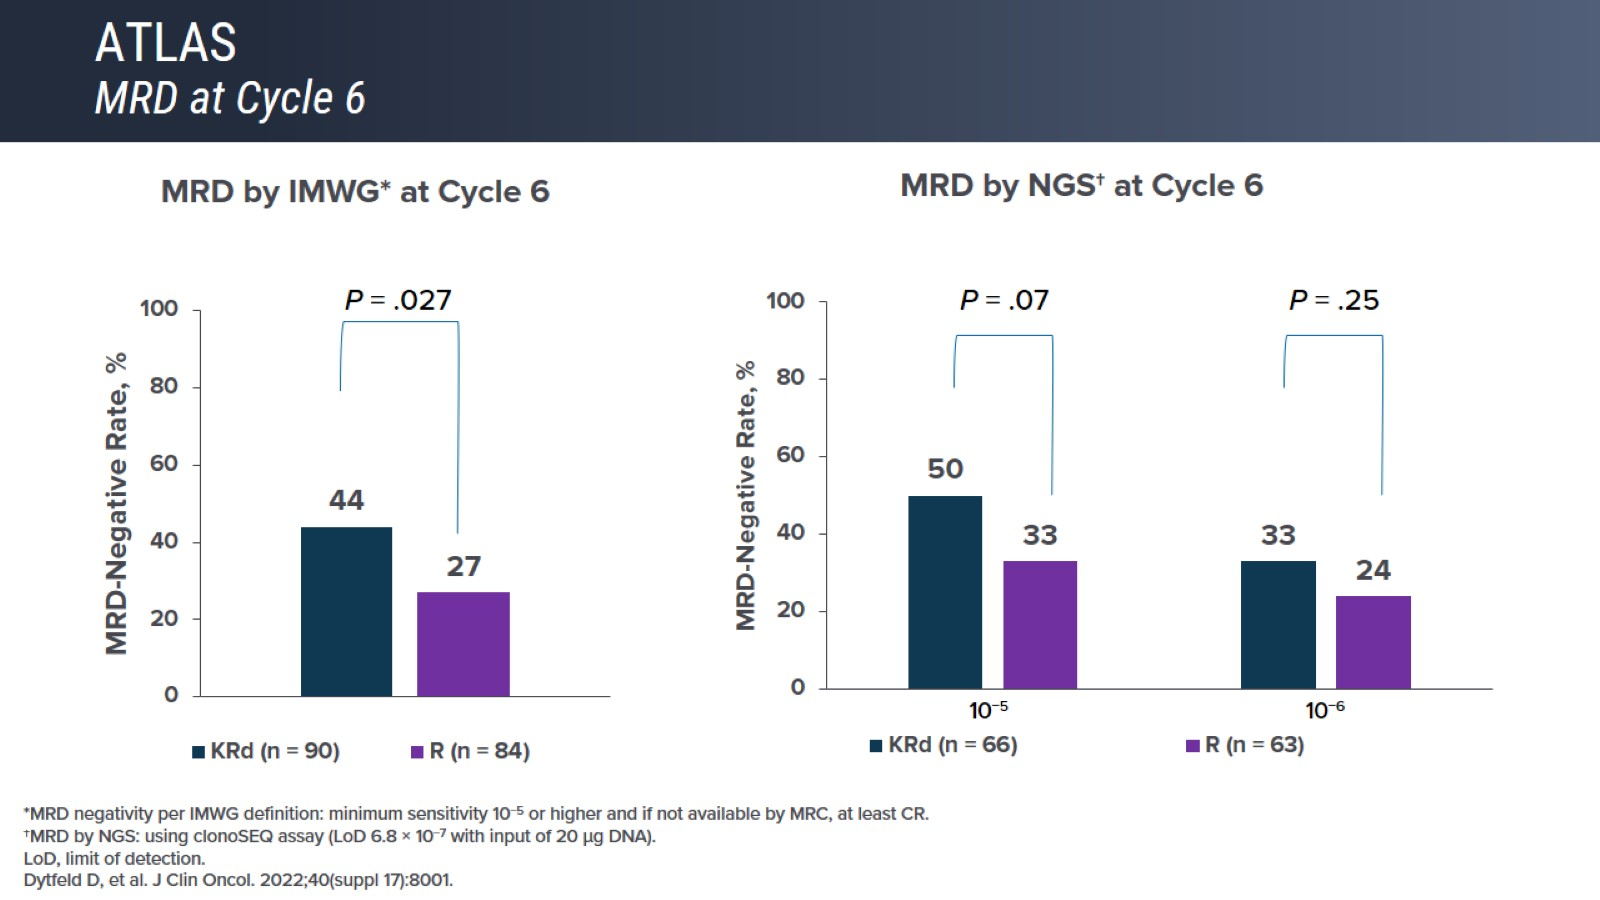 ATLAS
MRD at Cycle 6
MRD by IMWG* at Cycle 6
MRD-Negative Rate, %
100
80
60
40
20
0
P = .027
44
27
KRd (n = 90)
R (n = 84)
MRD by NGS† at Cycle 6
MRD-Negative Rate, %
100
80
60
40
20
0
P = .07
P = .25
50
33
33
24
10⁻⁵
10⁻⁶
KRd (n = 66)
R (n = 63)
*MRD negativity per IMWG definition: minimum sensitivity 10⁻⁵ or higher and if not available by MRC, at least CR.
†MRD by NGS: using clonoSEQ assay (LoD 6.8 × 10⁻⁷ with input of 20 µg DNA).
LoD, limit of detection.
Dytfeld D, et al. J Clin Oncol. 2022;40(suppl 17):8001.